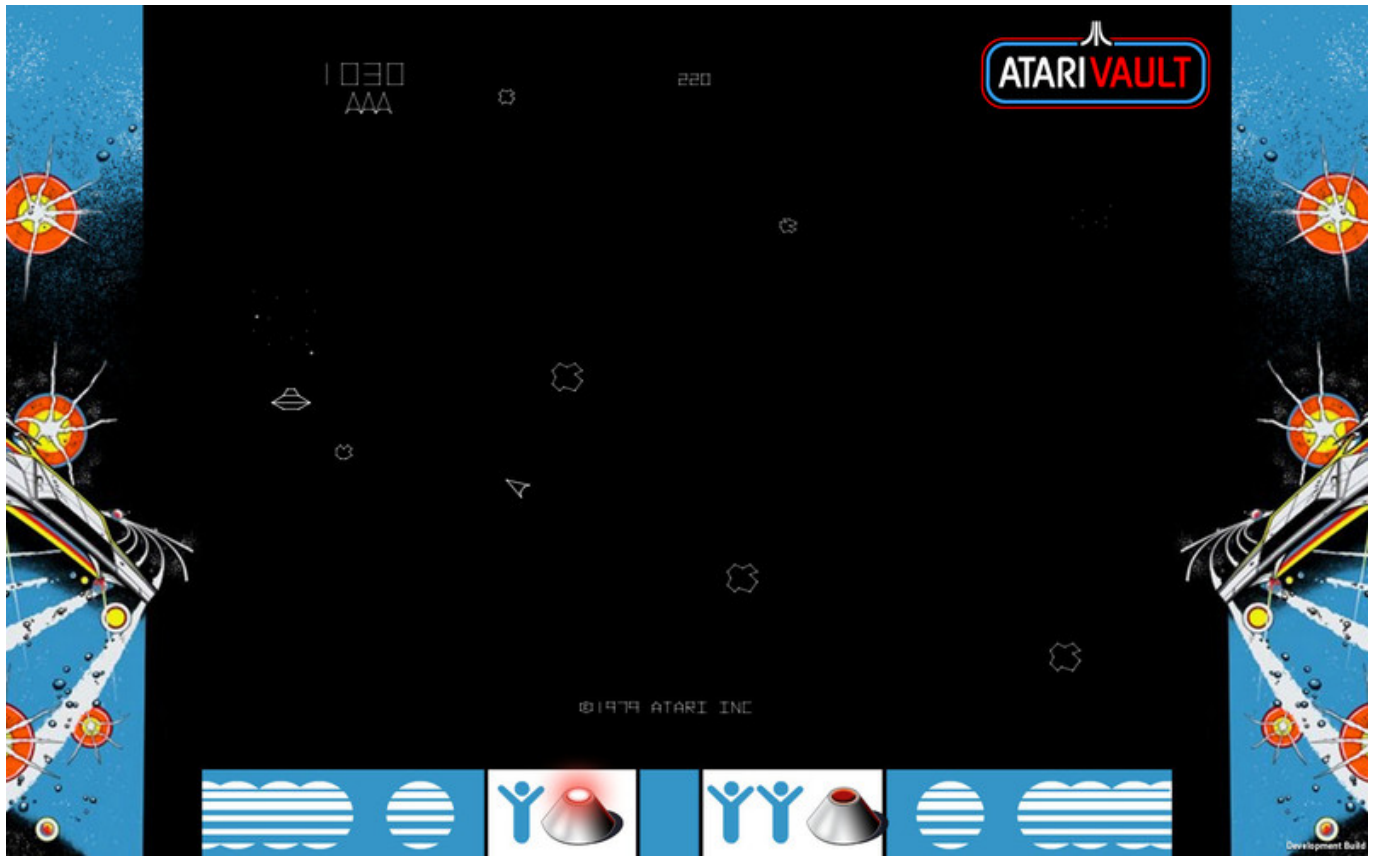 1030
220
ATARI VAULT
©1979 ATARI INC
Development Build